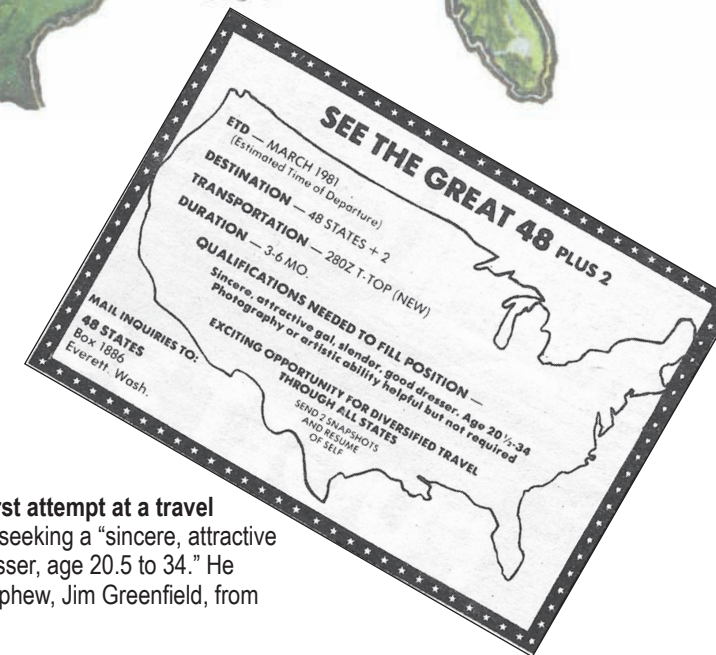 SEE THE GREAT 48 PLUS 2
ETD — MARCH 1981
(Estimated Time of Departure)
DESTINATION — 48 STATES + 2
TRANSPORTATION — 280Z T-TOP (NEW)
DURATION — 3-6 MO.
QUALIFICATIONS NEEDED TO FILL POSITION —
Sincere, attractive gal, slender, good dresser. Age 20½-34
Photography or artistic ability helpful but not required
EXCITING OPPORTUNITY FOR DIVERSIFIED TRAVEL
THROUGH ALL STATES
SEND 2 SNAPSHOTS
AND RESUME
OF SELF
MAIL INQUIRIES TO:
48 STATES
Box 1886
Everett, Wash.
rst attempt at a travel
seeking a “sincere, attractive
sser, age 20.5 to 34.” He
phew, Jim Greenfield, from